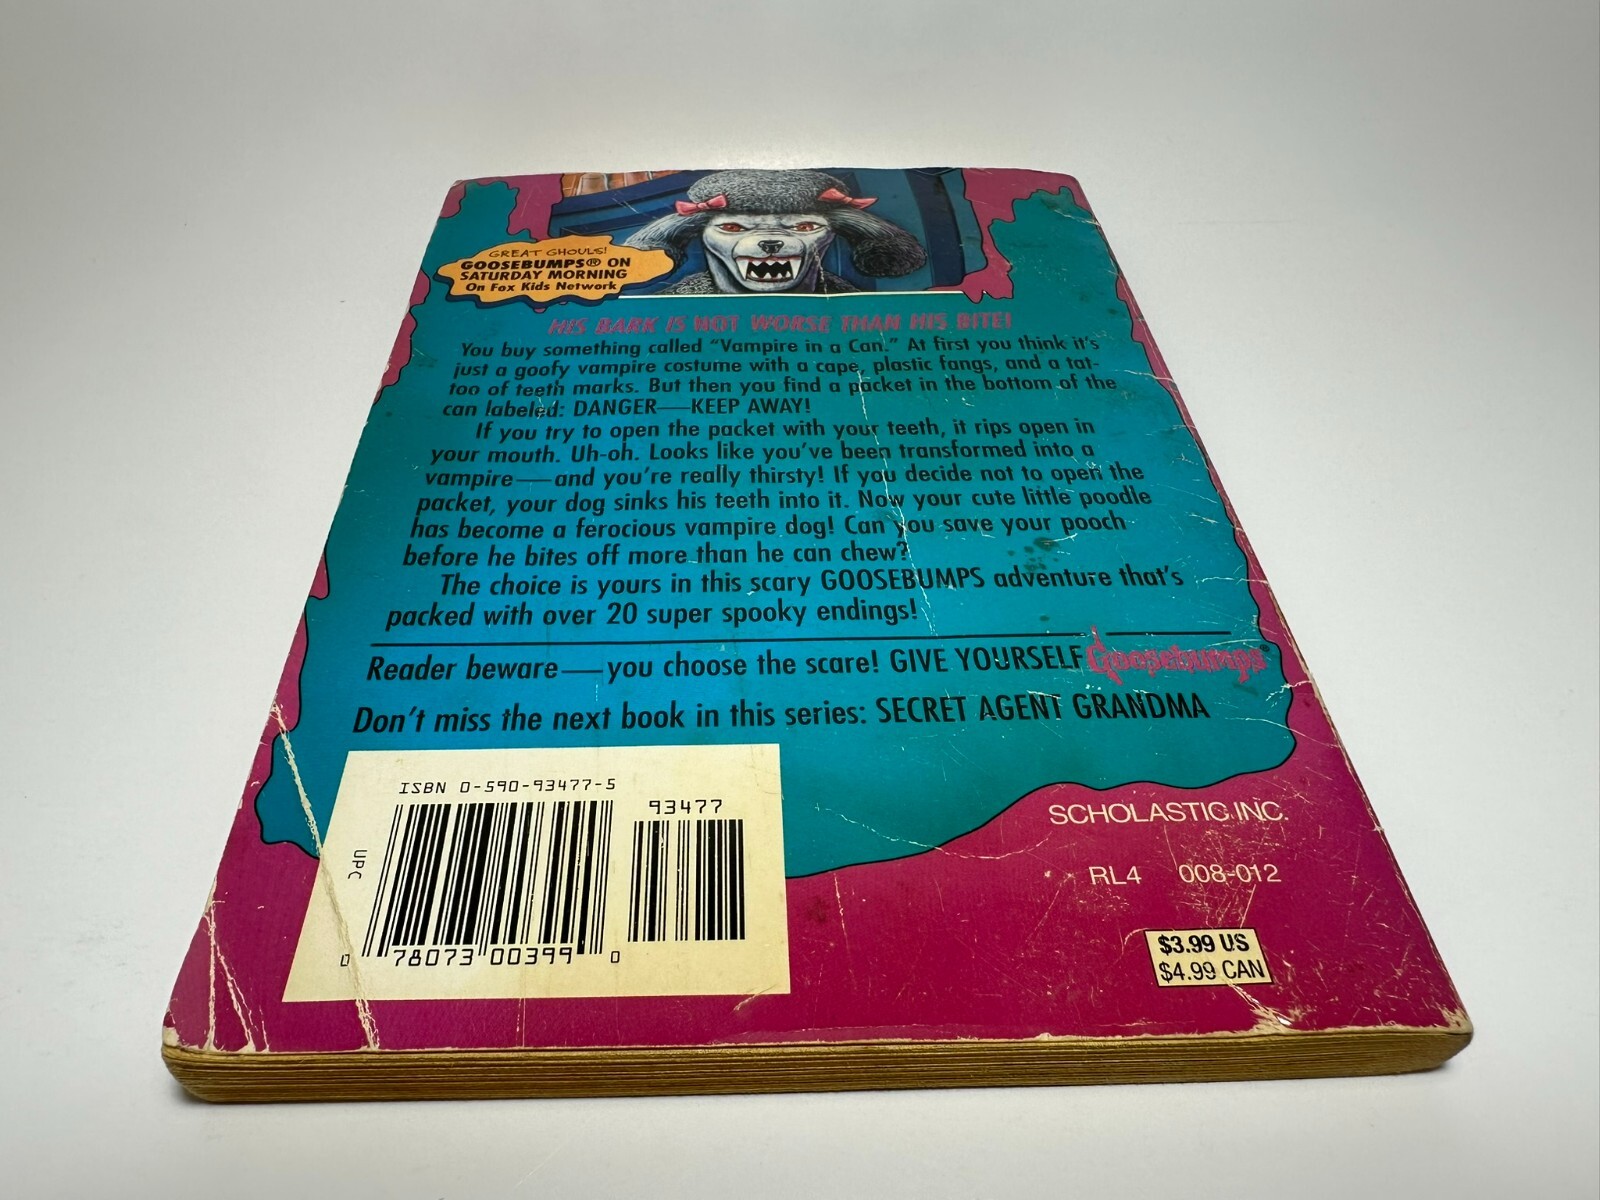 GREAT GHOULS!
GOOSEBUMPS® ON
SATURDAY MORNING
On Fox Kids Network
HIS BARK IS NOT WORSE THAN HIS BITE!
You buy something called "Vampire in a Can." At first you think it's
just a goofy vampire costume with a cape, plastic fangs, and a tat-
too of teeth marks. But then you find a packet in the bottom of the
can labeled: DANGER—KEEP AWAY!
If you try to open the packet with your teeth, it rips open in
your mouth. Uh-oh. Looks like you've been transformed into a
vampire—and you're really thirsty! If you decide not to open the
packet, your dog sinks his teeth into it. Now your cute little poodle
has become a ferocious vampire dog! Can you save your pooch
before he bites off more than he can chew?
The choice is yours in this scary GOOSEBUMPS adventure that's
packed with over 20 super spooky endings!
Reader beware—you choose the scare! GIVE YOURSELF Goosebumps®
Don't miss the next book in this series: SECRET AGENT GRANDMA
ISBN 0-590-93477-5
93477
UPC
0 78073 00399 0
SCHOLASTIC INC.
RL4 008-012
$3.99 US
$4.99 CAN